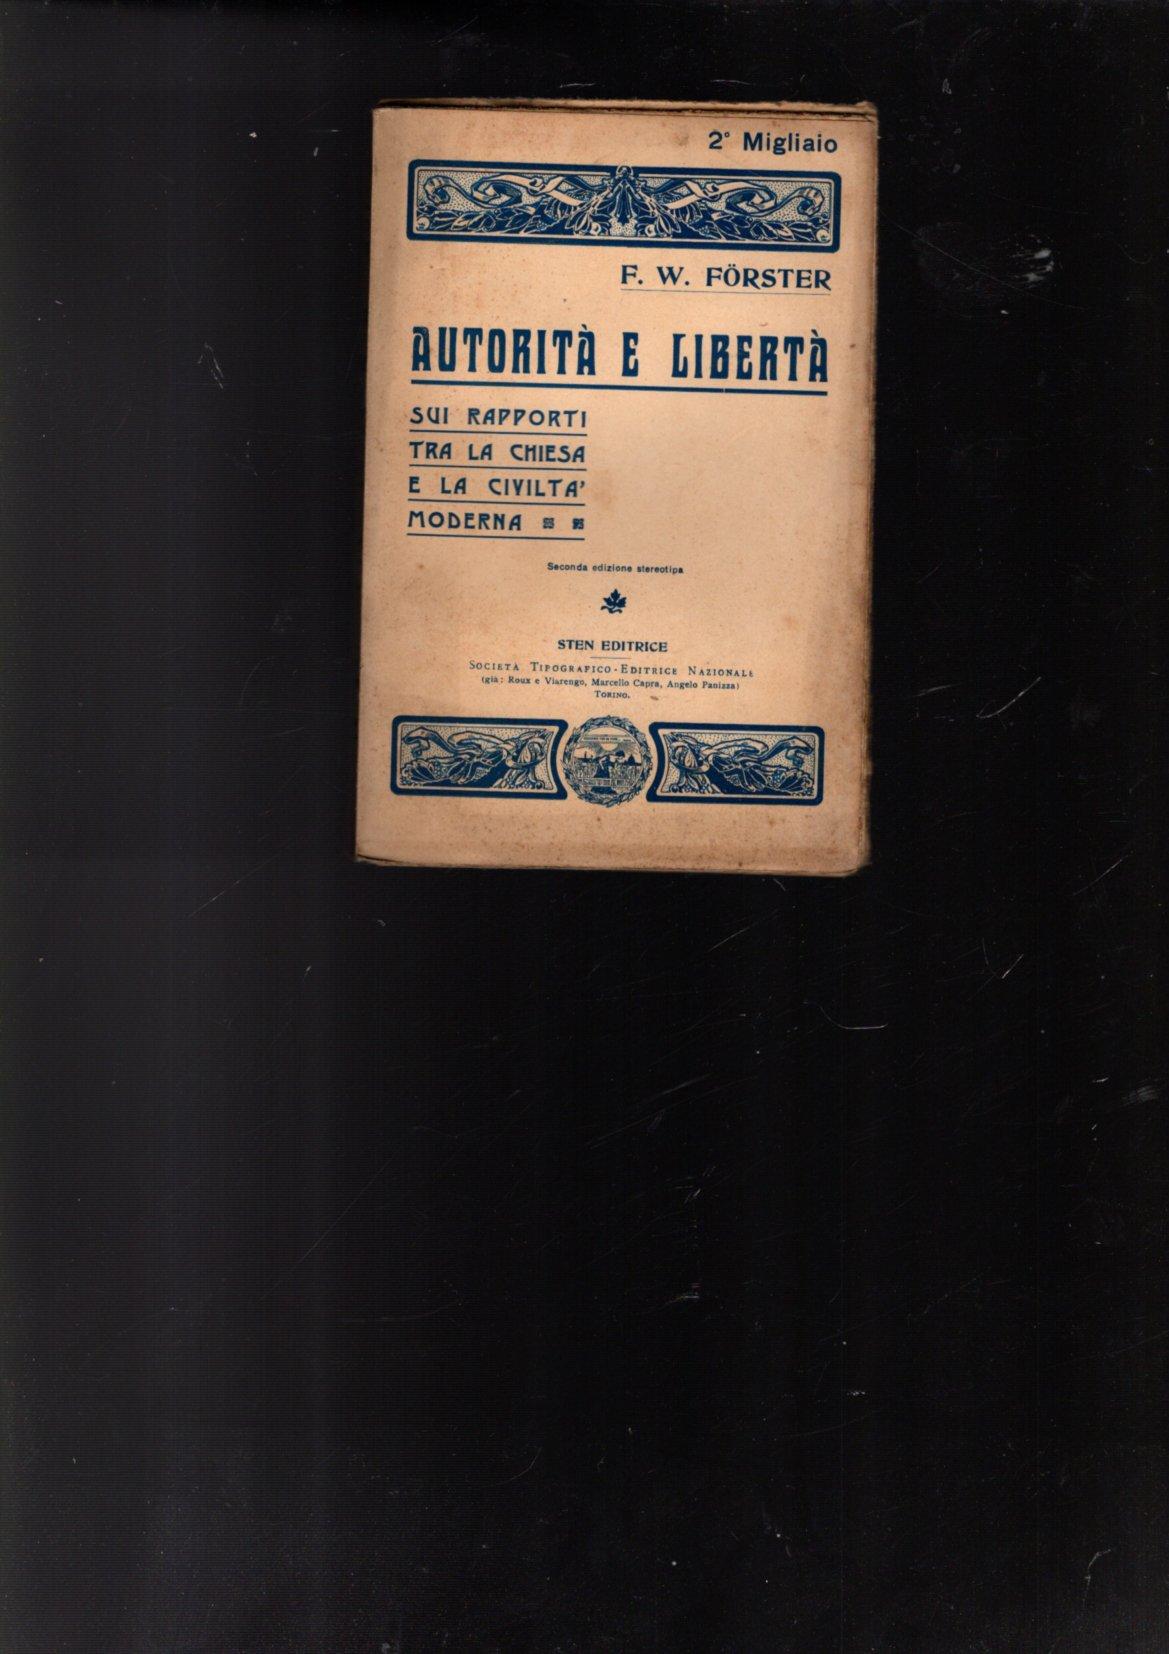 2° Migliaio
F. W. FÖRSTER
AUTORITÀ E LIBERTÀ
SUI RAPPORTI
TRA LA CHIESA
E LA CIVILTA'
MODERNA
Seconda edizione stereotipa
STEN EDITRICE
SOCIETÀ TIPOGRAFICO-EDITRICE NAZIONALE
(già: Roux e Viarengo, Marcello Capra, Angelo Panizza)
TORINO.